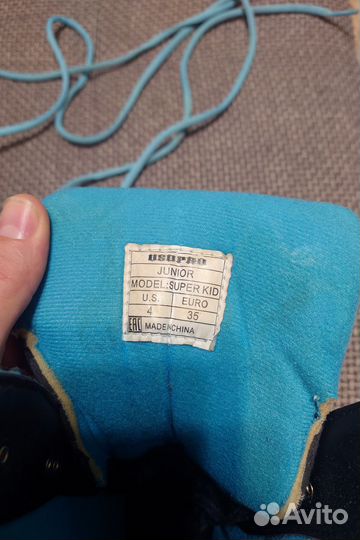 USDPRO
JUNIOR
MODEL:SUPER KID
U.S. EURO
4 35
EAC MADE IN CHINA
Avito